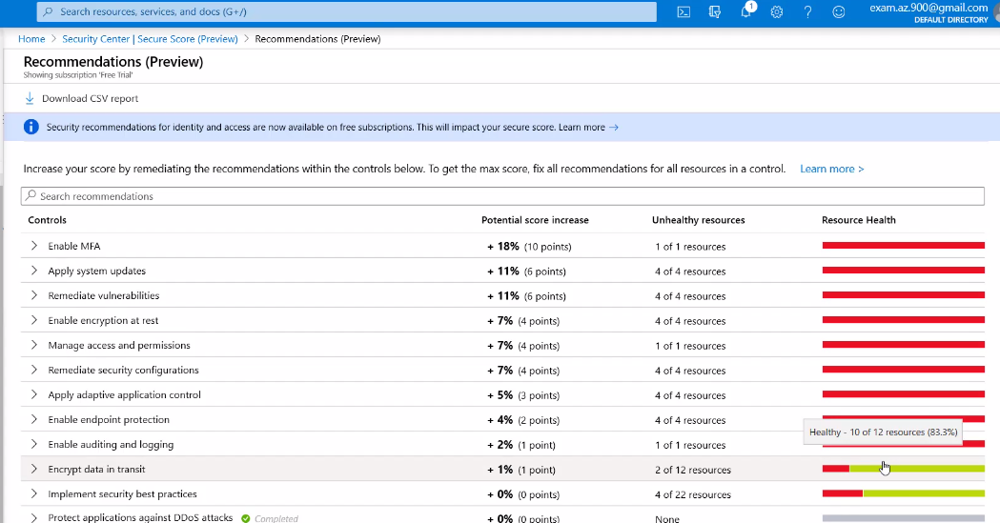 Search resources, services, and docs (G+/)
1
exam.az.900@gmail.com
DEFAULT DIRECTORY
Home > Security Center | Secure Score (Preview) > Recommendations (Preview)
Recommendations (Preview)
Showing subscription 'Free Trial'
Download CSV report
Security recommendations for identity and access are now available on free subscriptions. This will impact your secure score. Learn more →
Increase your score by remediating the recommendations within the controls below. To get the max score, fix all recommendations for all resources in a control. Learn more >
Search recommendations
Controls Potential score increase Unhealthy resources Resource Health
Enable MFA + 18% (10 points) 1 of 1 resources
Apply system updates + 11% (6 points) 4 of 4 resources
Remediate vulnerabilities + 11% (6 points) 4 of 4 resources
Enable encryption at rest + 7% (4 points) 4 of 4 resources
Manage access and permissions + 7% (4 points) 1 of 1 resources
Remediate security configurations + 7% (4 points) 4 of 4 resources
Apply adaptive application control + 5% (3 points) 4 of 4 resources
Enable endpoint protection + 4% (2 points) 4 of 4 resources
Healthy - 10 of 12 resources (83.3%)
Enable auditing and logging + 2% (1 point) 1 of 1 resources
Encrypt data in transit + 1% (1 point) 2 of 12 resources
Implement security best practices + 0% (0 points) 4 of 22 resources
Protect applications against DDoS attacks Completed + 0% (0 points) None